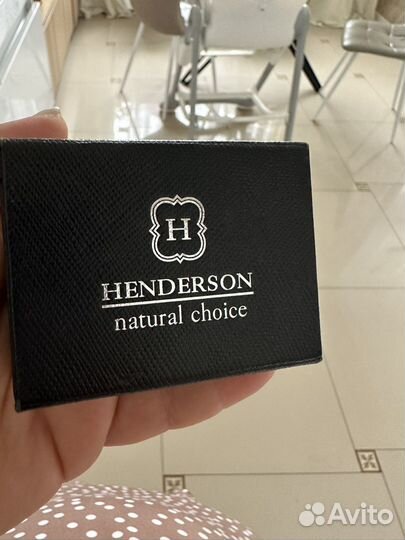 H
HENDERSON
natural choice
Avito